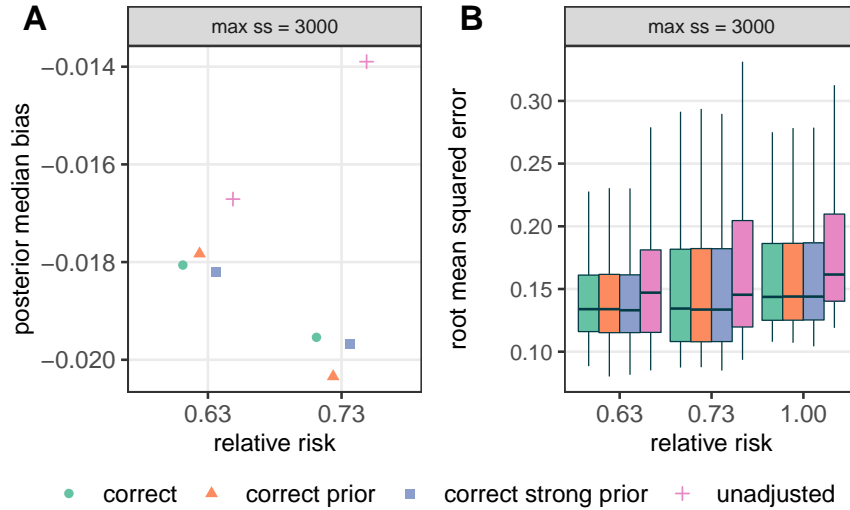 A
max ss = 3000
posterior median bias
−0.014
−0.016
−0.018
−0.020
0.63
0.73
relative risk
B
max ss = 3000
root mean squared error
0.30
0.25
0.20
0.15
0.10
0.63
0.73
1.00
relative risk
correct
correct prior
correct strong prior
unadjusted